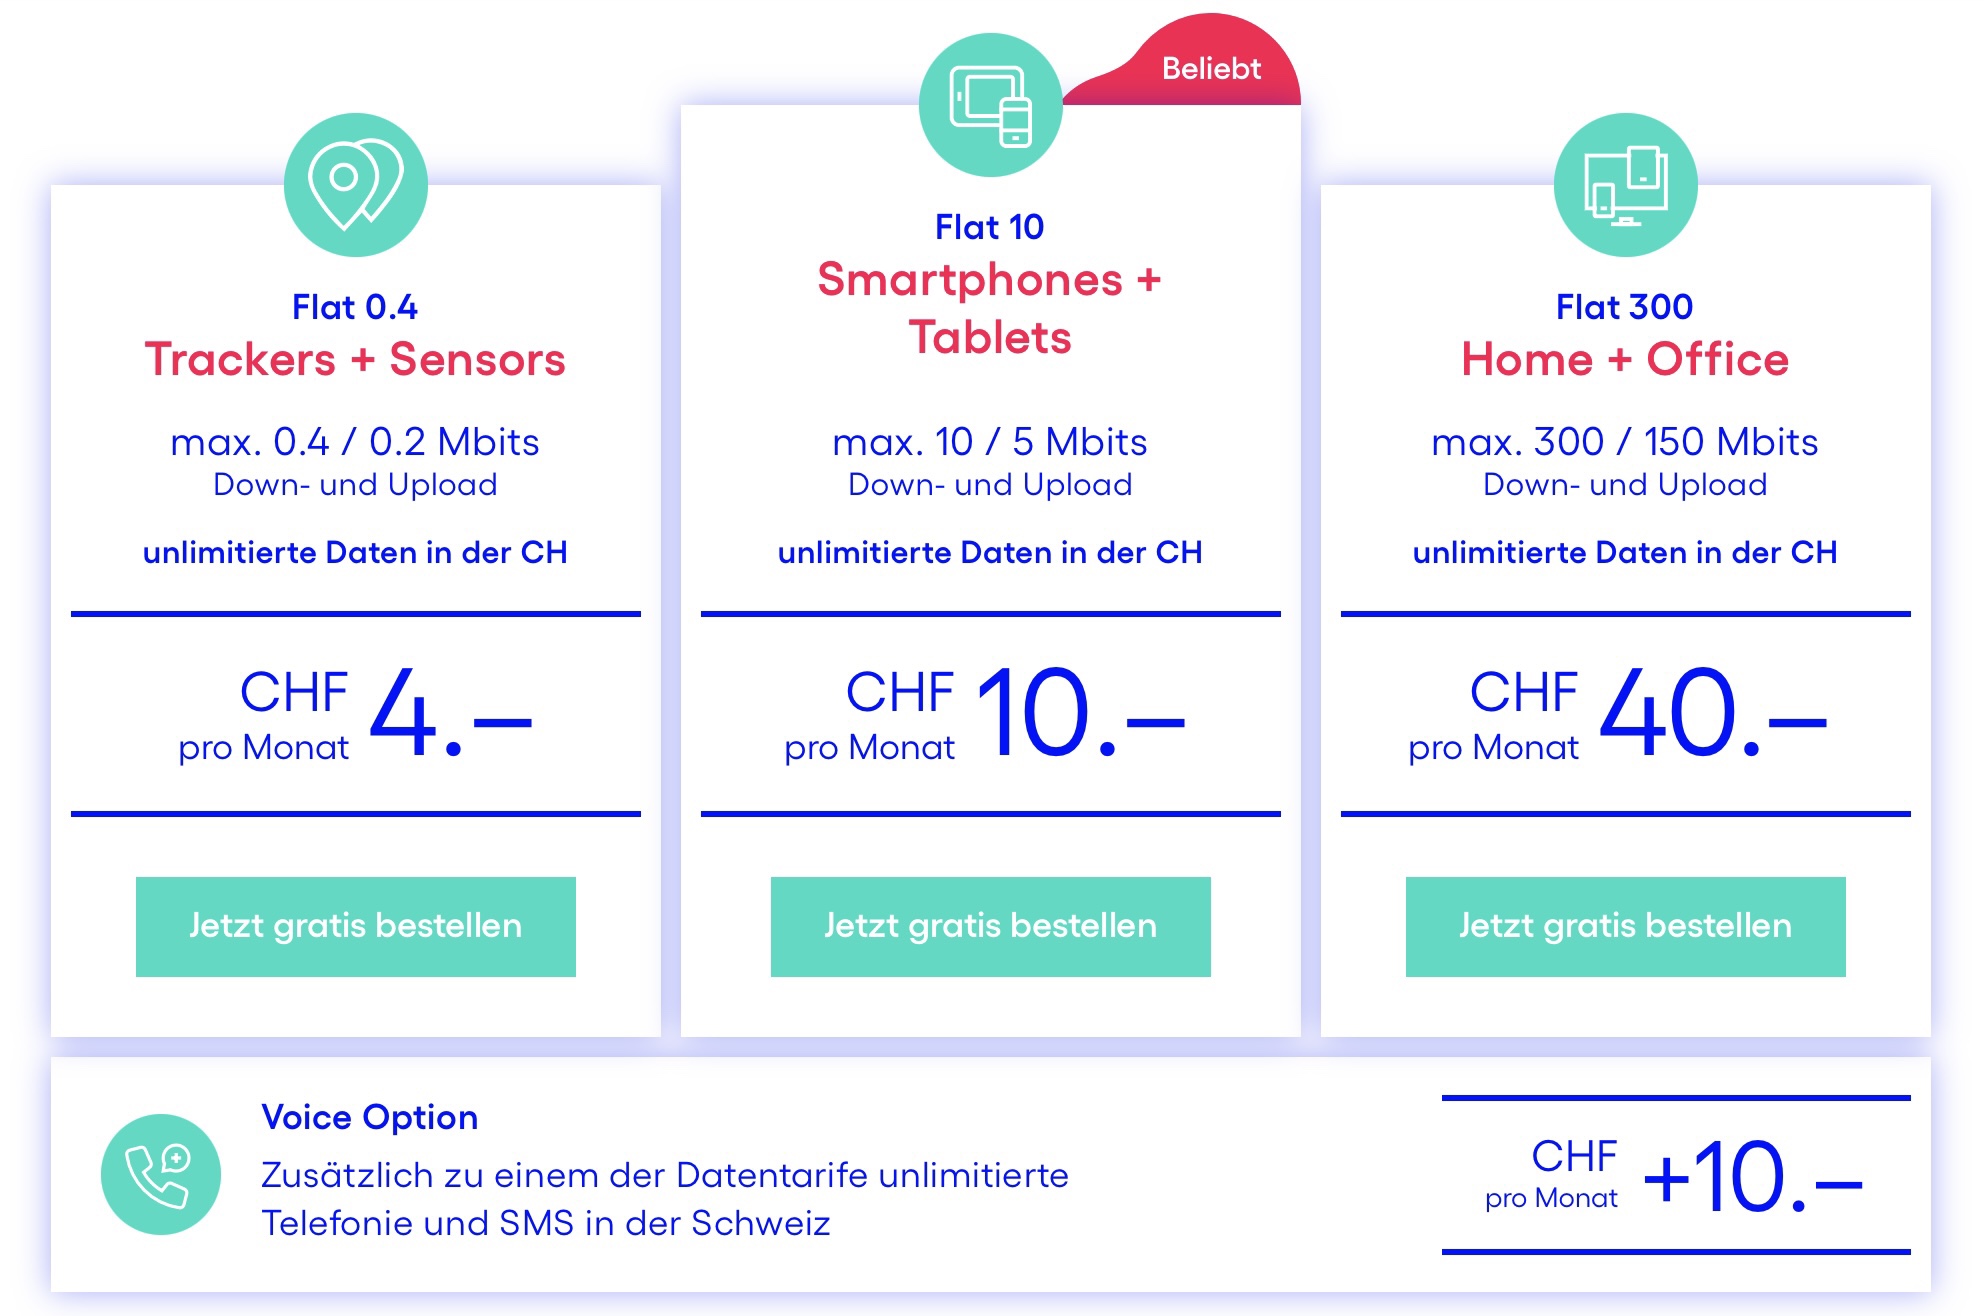 Flat 0.4
Trackers + Sensors
max. 0.4 / 0.2 Mbits
Down- und Upload
unlimitierte Daten in der CH
CHF 4.–
pro Monat
Jetzt gratis bestellen
Beliebt
Flat 10
Smartphones +
Tablets
max. 10 / 5 Mbits
Down- und Upload
unlimitierte Daten in der CH
CHF 10.–
pro Monat
Jetzt gratis bestellen
Flat 300
Home + Office
max. 300 / 150 Mbits
Down- und Upload
unlimitierte Daten in der CH
CHF 40.–
pro Monat
Jetzt gratis bestellen
Voice Option
Zusätzlich zu einem der Datentarife unlimitierte
Telefonie und SMS in der Schweiz
CHF +10.–
pro Monat